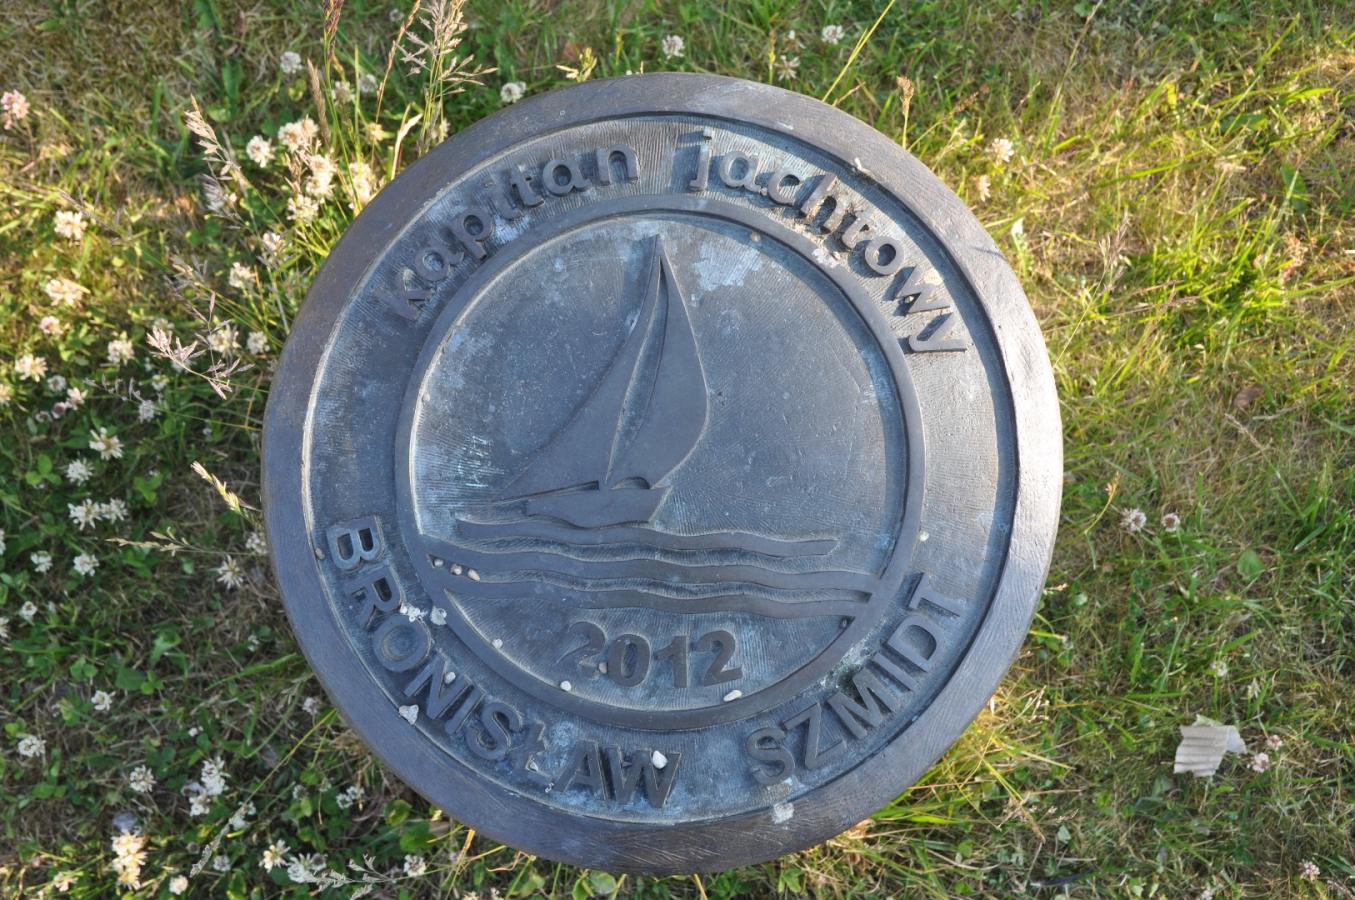 kapitan jachtowy
2012
BRONISŁAW SZMIDT